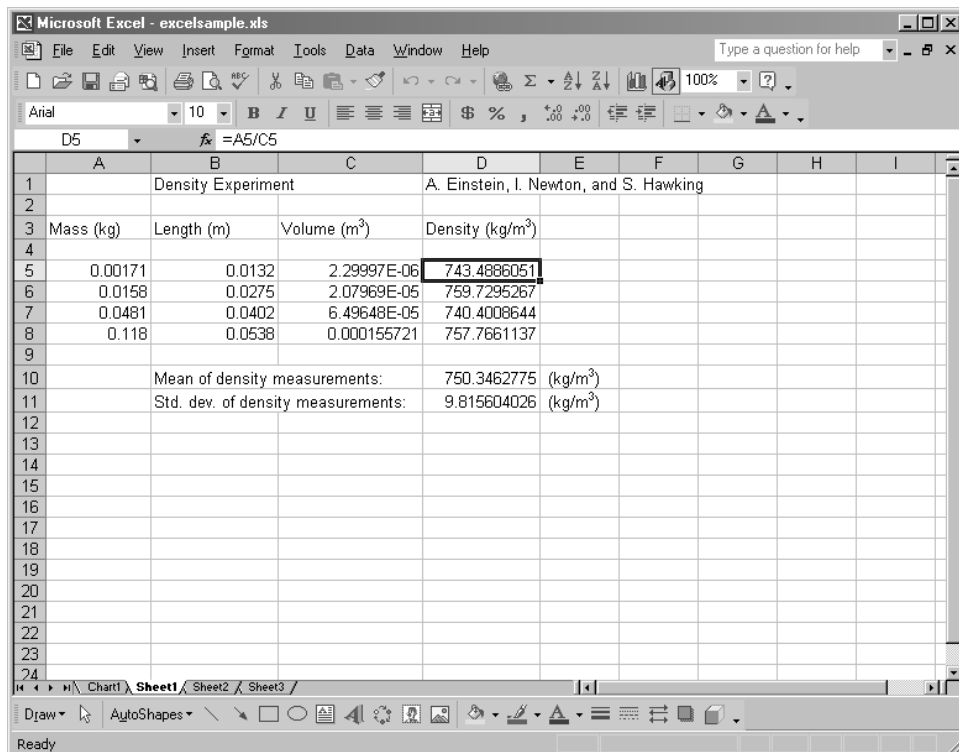 Microsoft Excel - excelsample.xls
File Edit View Insert Format Tools Data Window Help Type a question for help
ABC Σ A Z Z A 100% ?
Arial 10 B I U $ % , .00 .00 A
D5 fx =A5/C5
A B C D E F G H I
1 Density Experiment A. Einstein, I. Newton, and S. Hawking
2
3 Mass (kg) Length (m) Volume (m³) Density (kg/m³)
4
5 0.00171 0.0132 2.29997E-06 743.4886051
6 0.0158 0.0275 2.07969E-05 759.7295267
7 0.0481 0.0402 6.49648E-05 740.4008644
8 0.118 0.0538 0.000155721 757.7661137
9
10 Mean of density measurements: 750.3462775 (kg/m³)
11 Std. dev. of density measurements: 9.815604026 (kg/m³)
12
13
14
15
16
17
18
19
20
21
22
23
24
Chart1 Sheet1 Sheet2 Sheet3
Draw AutoShapes A A
Ready